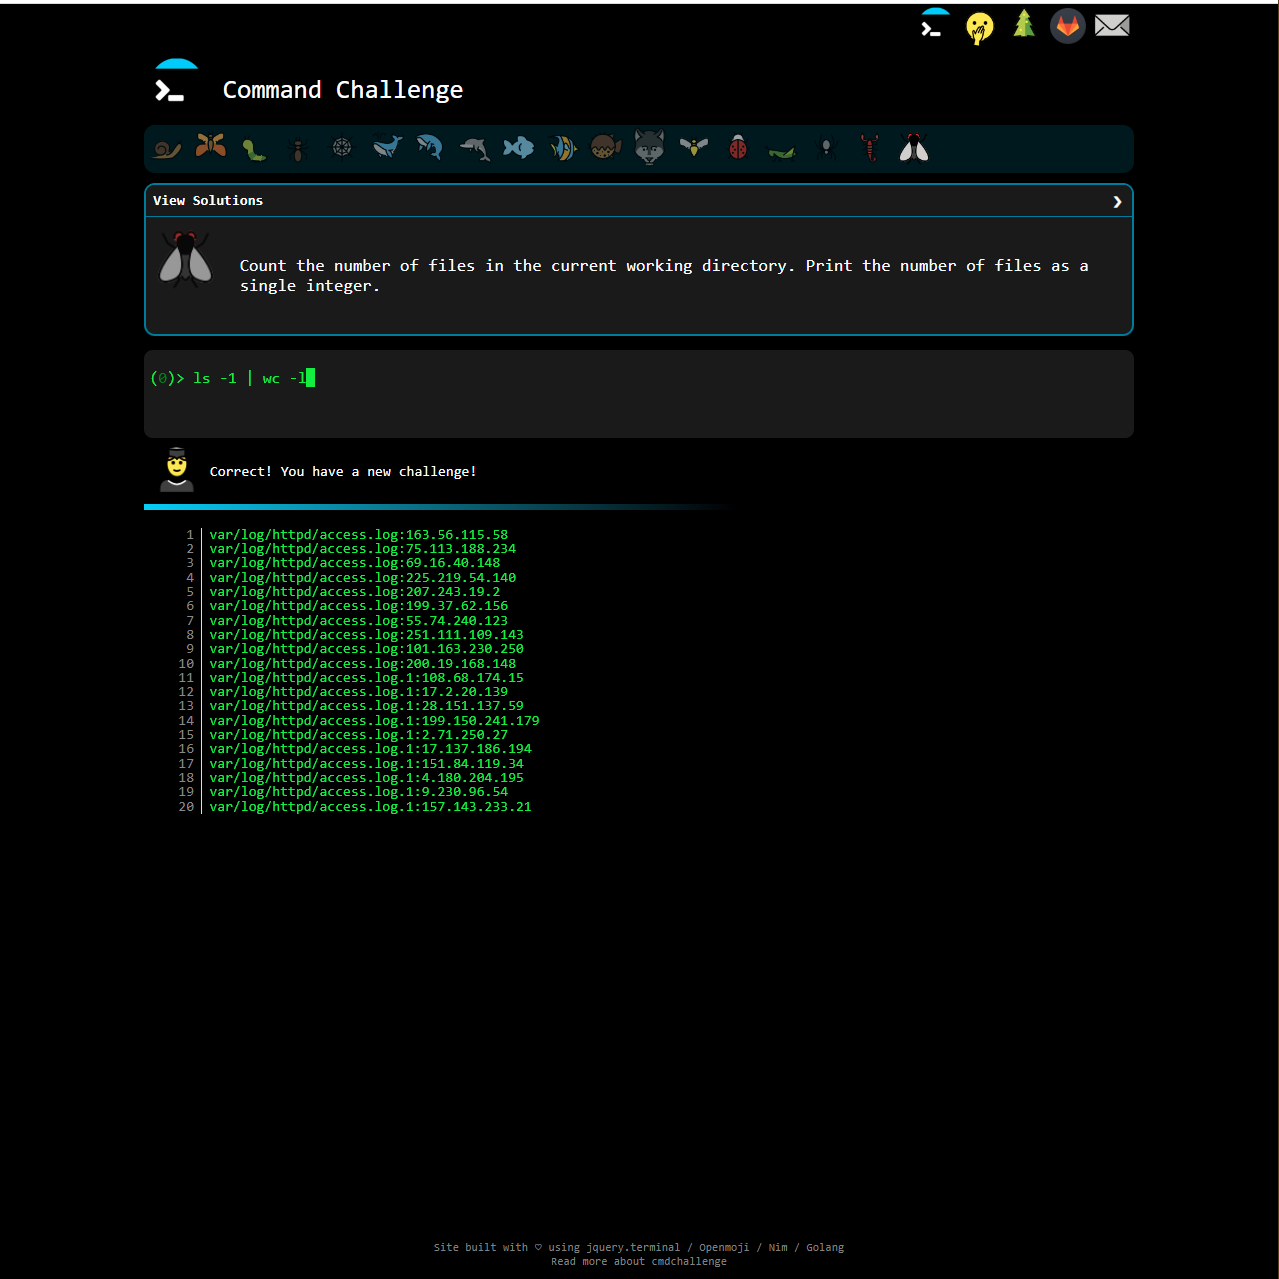 Command Challenge
View Solutions
Count the number of files in the current working directory. Print the number of files as a
single integer.
(0)> ls -1 | wc -l
Correct! You have a new challenge!
1 var/log/httpd/access.log:163.56.115.58
2 var/log/httpd/access.log:75.113.188.234
3 var/log/httpd/access.log:69.16.40.148
4 var/log/httpd/access.log:225.219.54.140
5 var/log/httpd/access.log:207.243.19.2
6 var/log/httpd/access.log:199.37.62.156
7 var/log/httpd/access.log:55.74.240.123
8 var/log/httpd/access.log:251.111.109.143
9 var/log/httpd/access.log:101.163.230.250
10 var/log/httpd/access.log:200.19.168.148
11 var/log/httpd/access.log.1:108.68.174.15
12 var/log/httpd/access.log.1:17.2.20.139
13 var/log/httpd/access.log.1:28.151.137.59
14 var/log/httpd/access.log.1:199.150.241.179
15 var/log/httpd/access.log.1:2.71.250.27
16 var/log/httpd/access.log.1:17.137.186.194
17 var/log/httpd/access.log.1:151.84.119.34
18 var/log/httpd/access.log.1:4.180.204.195
19 var/log/httpd/access.log.1:9.230.96.54
20 var/log/httpd/access.log.1:157.143.233.21
Site built with ♡ using jquery.terminal / Openmoji / Nim / Golang
Read more about cmdchallenge